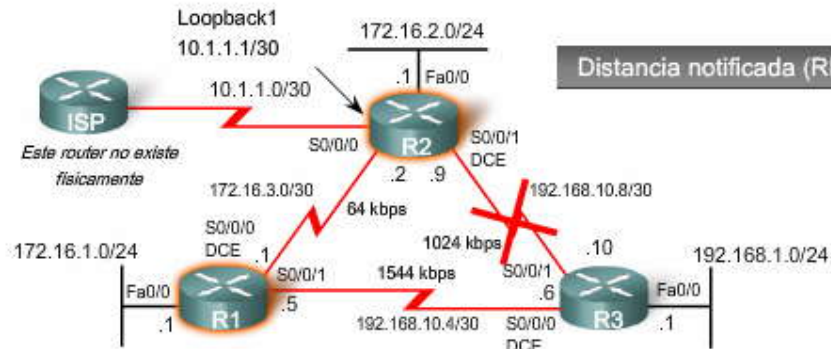 Loopback1
10.1.1.1/30
172.16.2.0/24
Distancia notificada (R
.1
Fa0/0
10.1.1.0/30
ISP
Este router no existe
físicamente
S0/0/0
R2
S0/0/1
DCE
.2
.9
172.16.3.0/30
64 kbps
192.168.10.8/30
1024 kbps
S0/0/0
DCE
.1
172.16.1.0/24
S0/0/1
1544 kbps
.10
192.168.1.0/24
S0/0/1
Fa0/0
.1
R1
.5
.6
R3
Fa0/0
.1
192.168.10.4/30
S0/0/0
DCE